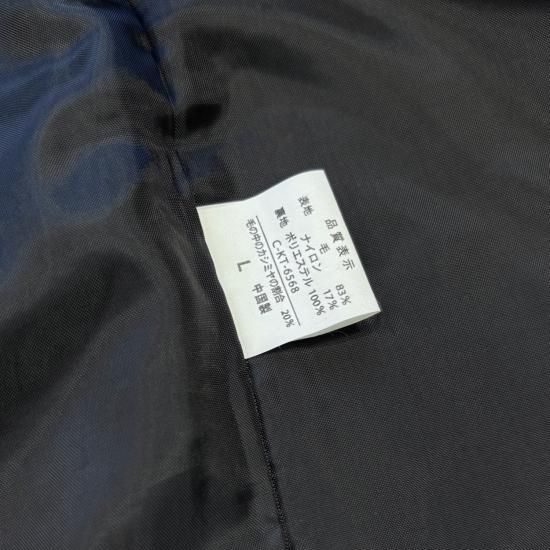 品質表示
表地 ナイロン 83%
毛 17%
裏地 ポリエステル 100%
C-KT-6568
毛の中のカシミヤの割合 20%
L 中国製